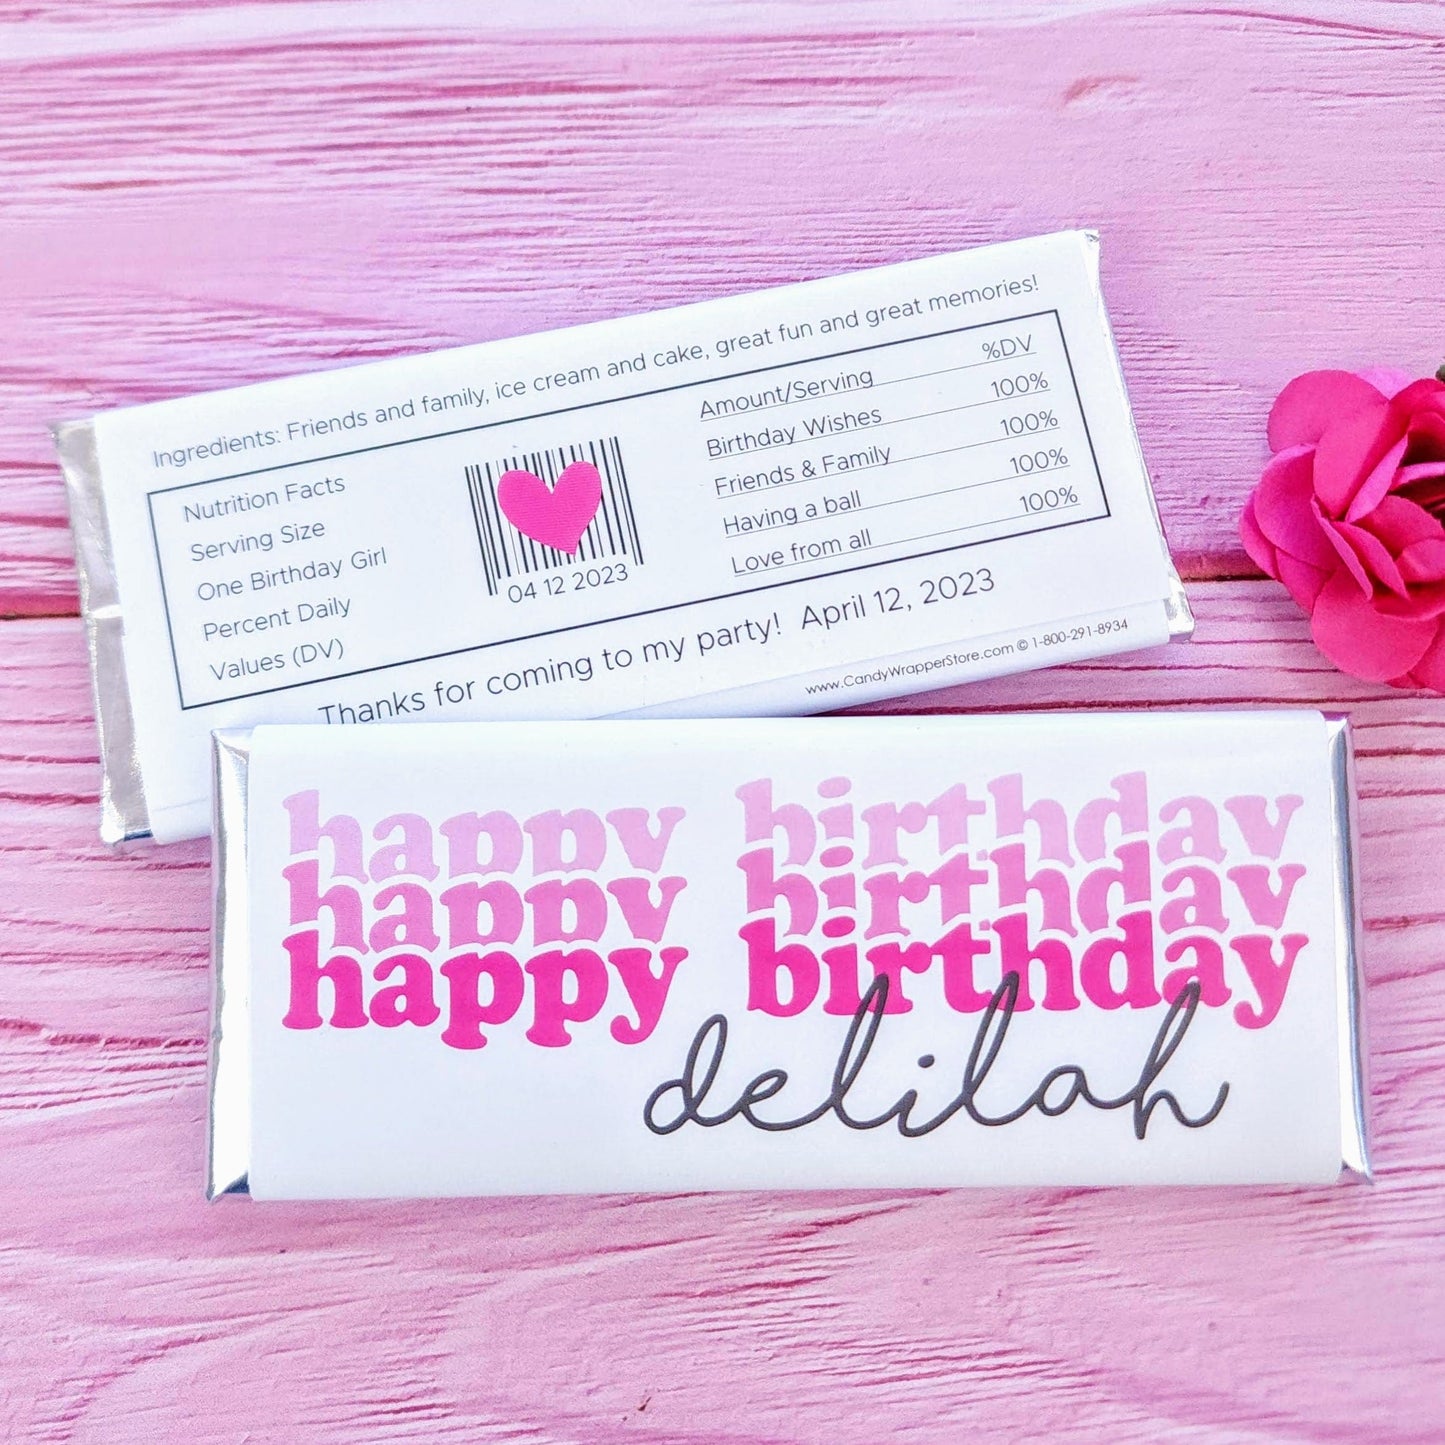 Ingredients: Friends and family, ice cream and cake, great fun and great memories!
Nutrition Facts
Serving Size
One Birthday Girl
Percent Daily
Values (DV)
04 12 2023
Amount/Serving %DV
Birthday Wishes 100%
Friends & Family 100%
Having a ball 100%
Love from all 100%
Thanks for coming to my party! April 12, 2023
www.CandyWrapperStore.com © 1-800-291-8934
happy birthday
happy birthday
happy birthday
delilah